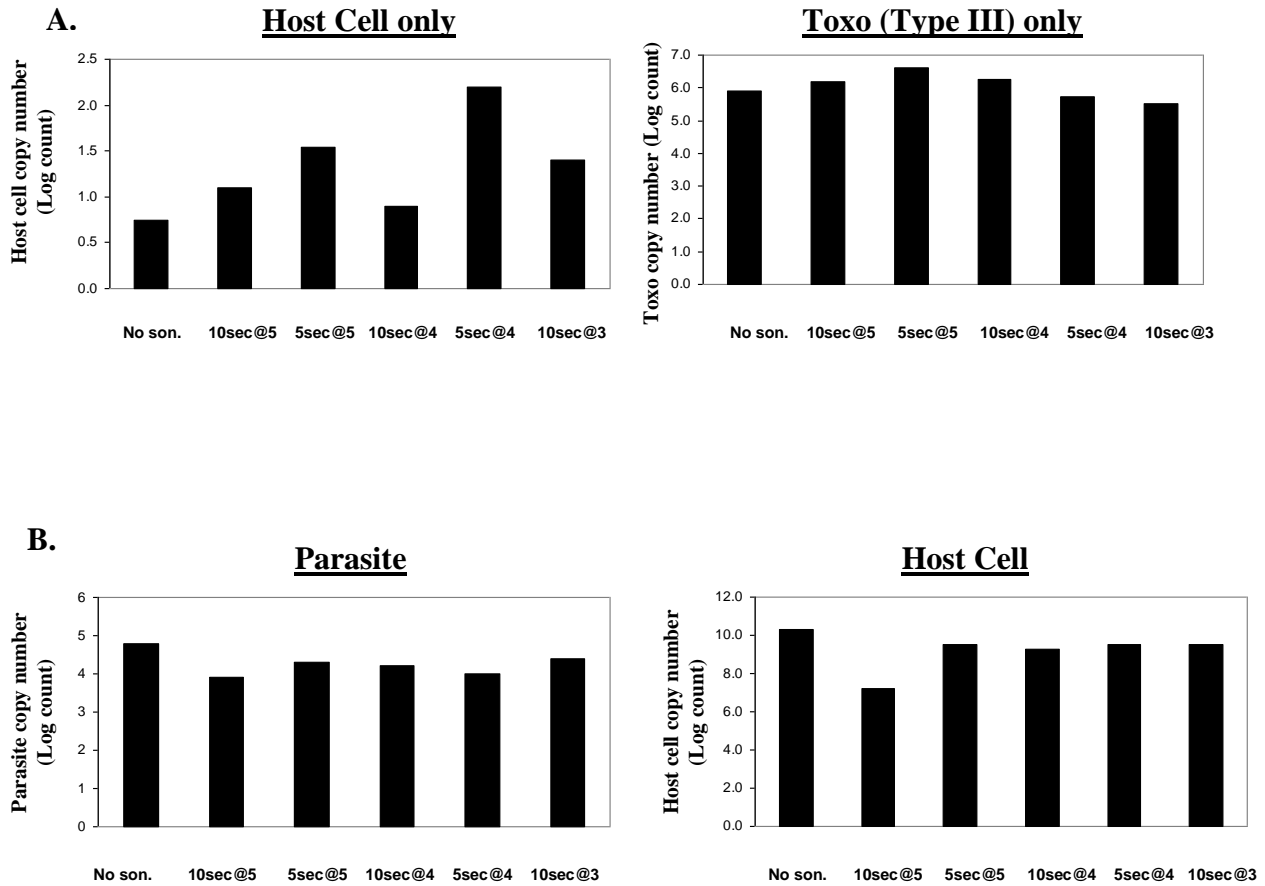 A.
Host Cell only
Host cell copy number
(Log count)
2.5
2.0
1.5
1.0
0.5
0.0
No son. 10sec@5 5sec@5 10sec@4 5sec@4 10sec@3
Toxo (Type III) only
Toxo copy number (Log count)
7.0
6.0
5.0
4.0
3.0
2.0
1.0
0.0
No son. 10sec@5 5sec@5 10sec@4 5sec@4 10sec@3
B.
Parasite
Parasite copy number
(Log count)
6
5
4
3
2
1
0
No son. 10sec@5 5sec@5 10sec@4 5sec@4 10sec@3
Host Cell
Host cell copy number
(Log count)
12.0
10.0
8.0
6.0
4.0
2.0
0.0
No son. 10sec@5 5sec@5 10sec@4 5sec@4 10sec@3